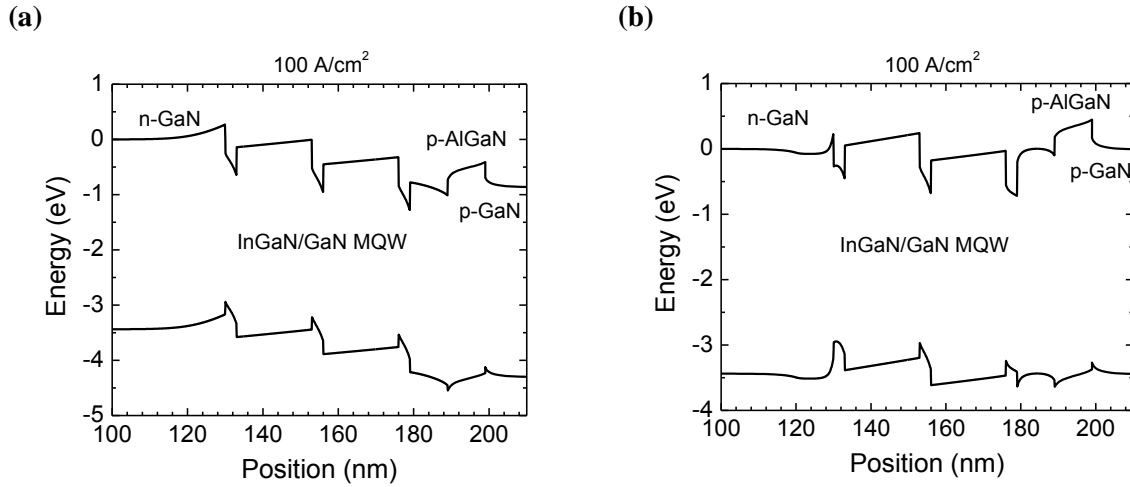 (a)
100 A/cm²
1
0
-1
-2
-3
-4
-5
Energy (eV)
n-GaN
p-AlGaN
p-GaN
InGaN/GaN MQW
100 120 140 160 180 200
Position (nm)
(b)
100 A/cm²
1
0
-1
-2
-3
-4
Energy (eV)
n-GaN
p-AlGaN
p-GaN
InGaN/GaN MQW
100 120 140 160 180 200
Position (nm)